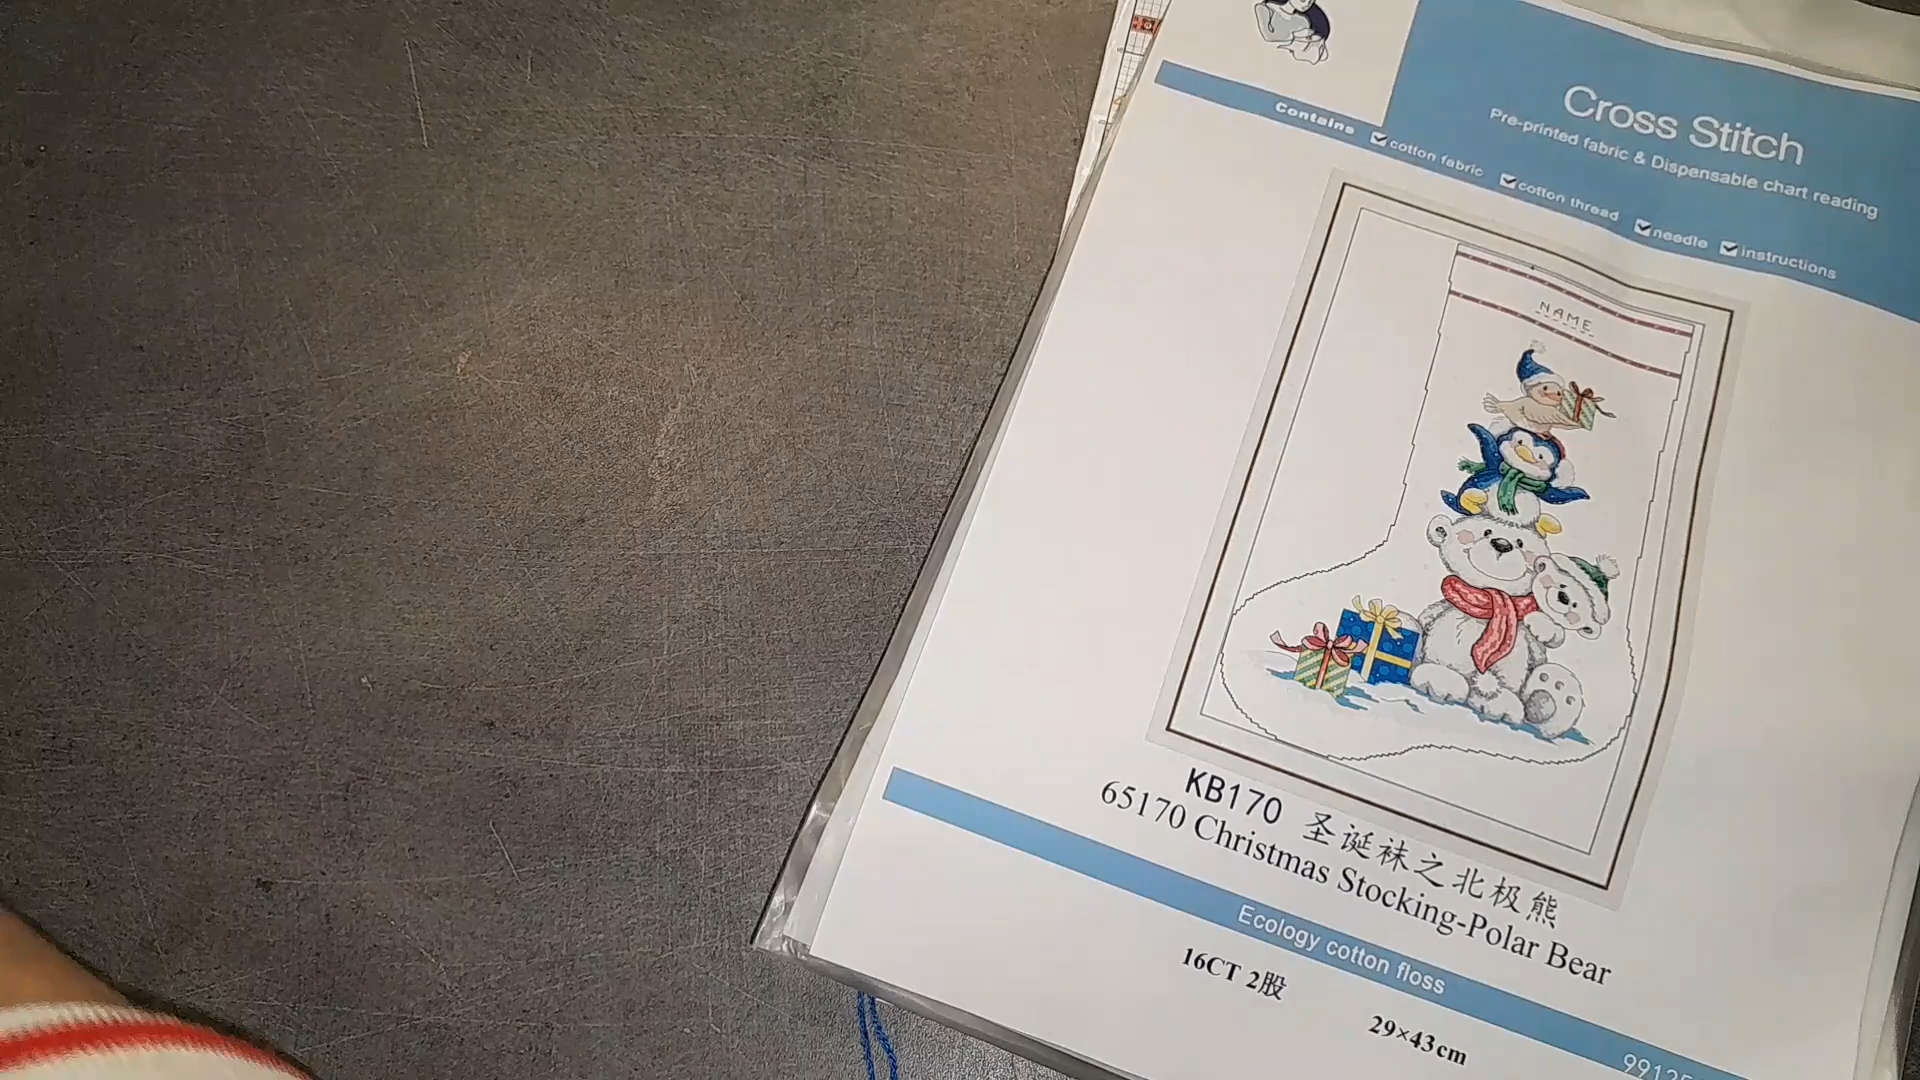 Cross Stitch
Pre-printed fabric & Dispensable chart reading
Contains cotton fabric cotton thread needle instructions
NAME
KB170 圣诞袜之北极熊
65170 Christmas Stocking-Polar Bear
Ecology cotton floss
16CT 2股
29×43cm